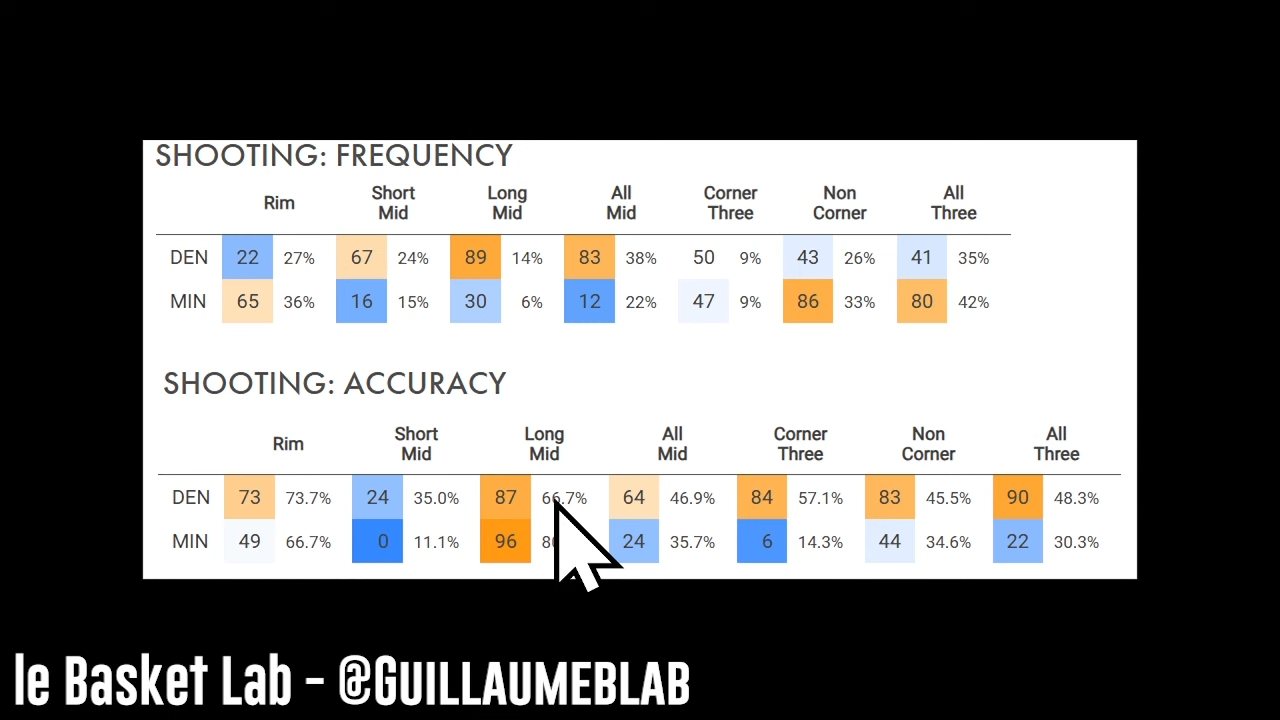 SHOOTING: FREQUENCY
Rim Short Mid Long Mid All Mid Corner Three Non Corner All Three
DEN 22 27% 67 24% 89 14% 83 38% 50 9% 43 26% 41 35%
MIN 65 36% 16 15% 30 6% 12 22% 47 9% 86 33% 80 42%
SHOOTING: ACCURACY
Rim Short Mid Long Mid All Mid Corner Three Non Corner All Three
DEN 73 73.7% 24 35.0% 87 66.7% 64 46.9% 84 57.1% 83 45.5% 90 48.3%
MIN 49 66.7% 0 11.1% 96 24 35.7% 6 14.3% 44 34.6% 22 30.3%
le Basket Lab - @GUILLAUMEBLAB